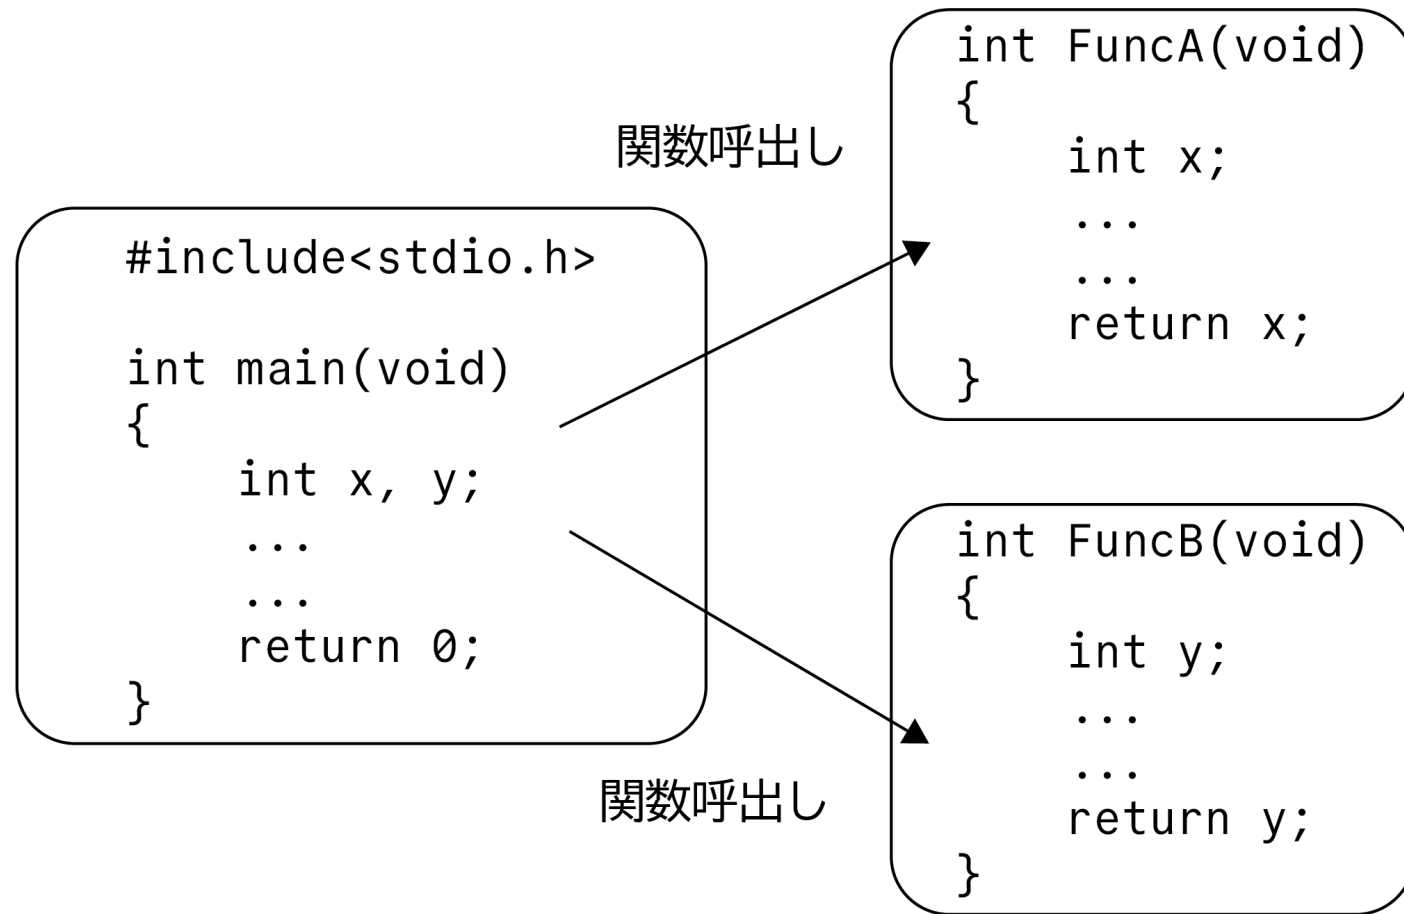 #include<stdio.h>
int main(void)
{
int x, y;
...
...
return 0;
}
関数呼出し
int FuncA(void)
{
int x;
...
...
return x;
}
関数呼出し
int FuncB(void)
{
int y;
...
...
return y;
}